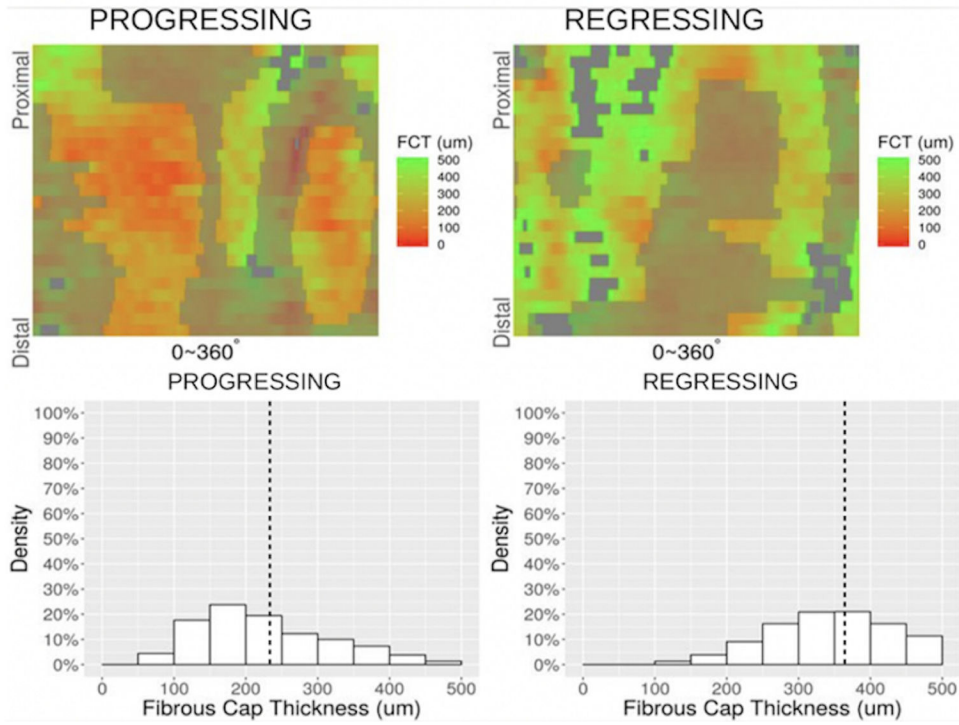 PROGRESSING
REGRESSING
Proximal
Distal
FCT (um)
500
400
300
200
100
0
0~360°
Proximal
Distal
FCT (um)
500
400
300
200
100
0
0~360°
PROGRESSING
100%
90%
80%
70%
60%
50%
40%
30%
20%
10%
0%
Density
0 100 200 300 400 500
Fibrous Cap Thickness (um)
REGRESSING
100%
90%
80%
70%
60%
50%
40%
30%
20%
10%
0%
Density
0 100 200 300 400 500
Fibrous Cap Thickness (um)